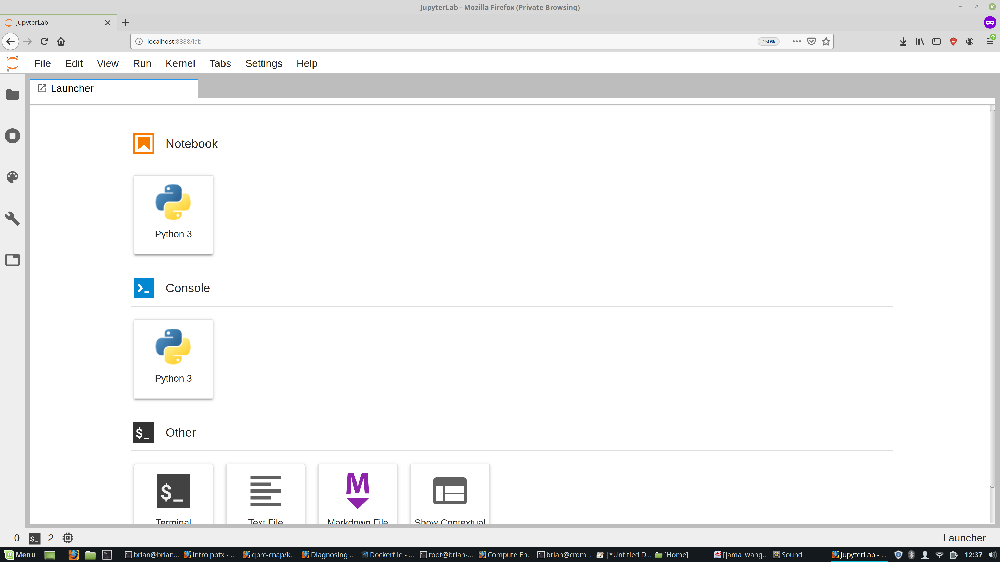 JupyterLab - Mozilla Firefox (Private Browsing)
JupyterLab
localhost:8888/lab
150%
File Edit View Run Kernel Tabs Settings Help
Launcher
Notebook
Python 3
Console
>_
Python 3
$_ Other
$_ M
Terminal Text File Markdown File Show Contextual
0 $_ 2 Launcher
Menu brian@brian... intro.pptx - ... qbrc-cnap/k... Diagnosing ... Dockerfile - ... root@brian-... Compute En... brian@crom... |*Untitled D... [Home] [jama_wang... Sound JupyterLab - ... 12:37